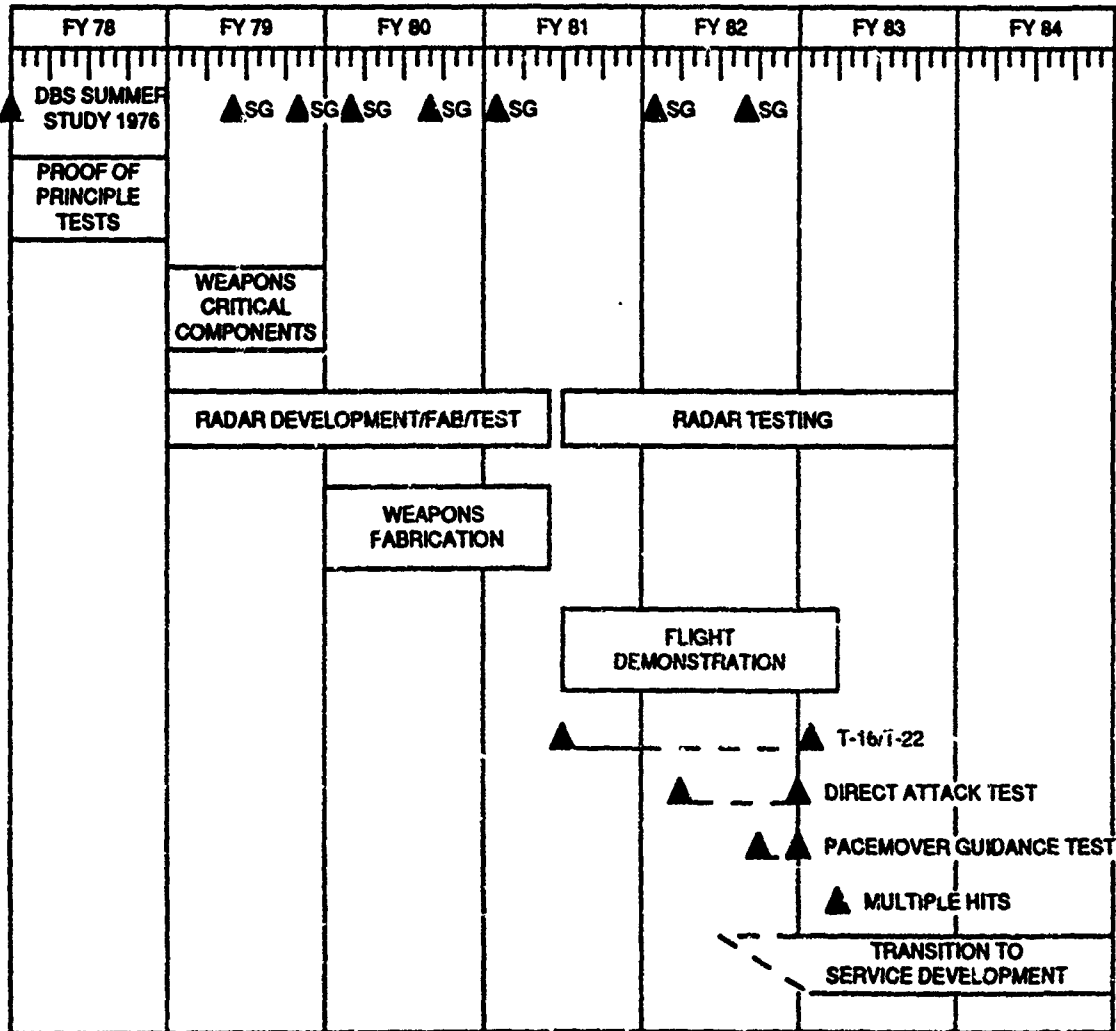 FY 78 FY 79 FY 80 FY 81 FY 82 FY 83 FY 84
DBS SUMMER
STUDY 1976
SG SG SG SG SG SG SG
PROOF OF
PRINCIPLE
TESTS
WEAPONS
CRITICAL
COMPONENTS
RADAR DEVELOPMENT/FAB/TEST RADAR TESTING
WEAPONS
FABRICATION
FLIGHT
DEMONSTRATION
T-16/T-22
DIRECT ATTACK TEST
PACEMOVER GUIDANCE TEST
MULTIPLE HITS
TRANSITION TO
SERVICE DEVELOPMENT